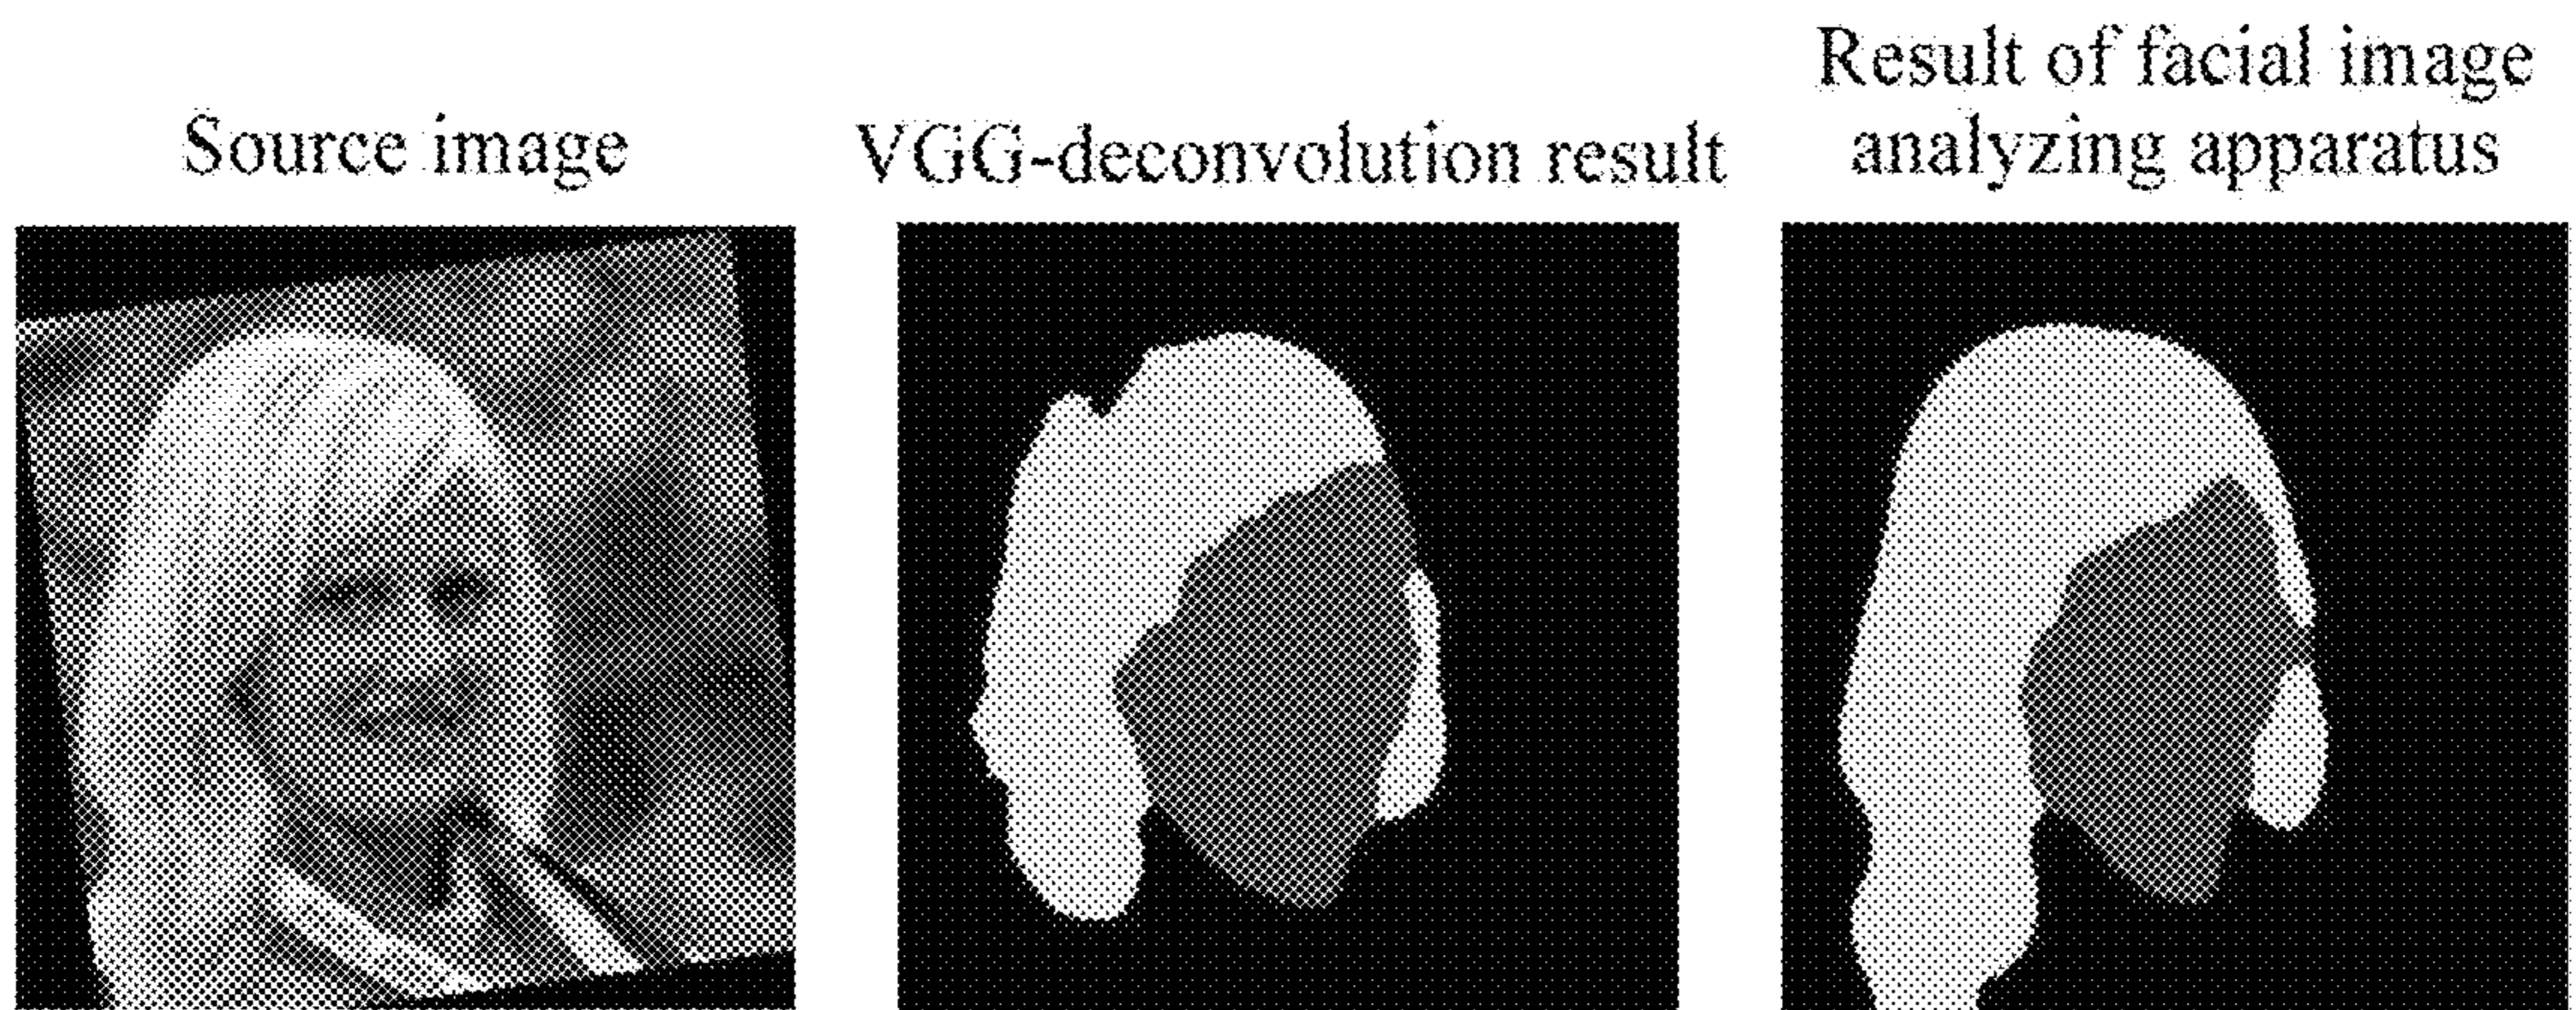 Source image
VGG-deconvolution result
Result of facial image
analyzing apparatus